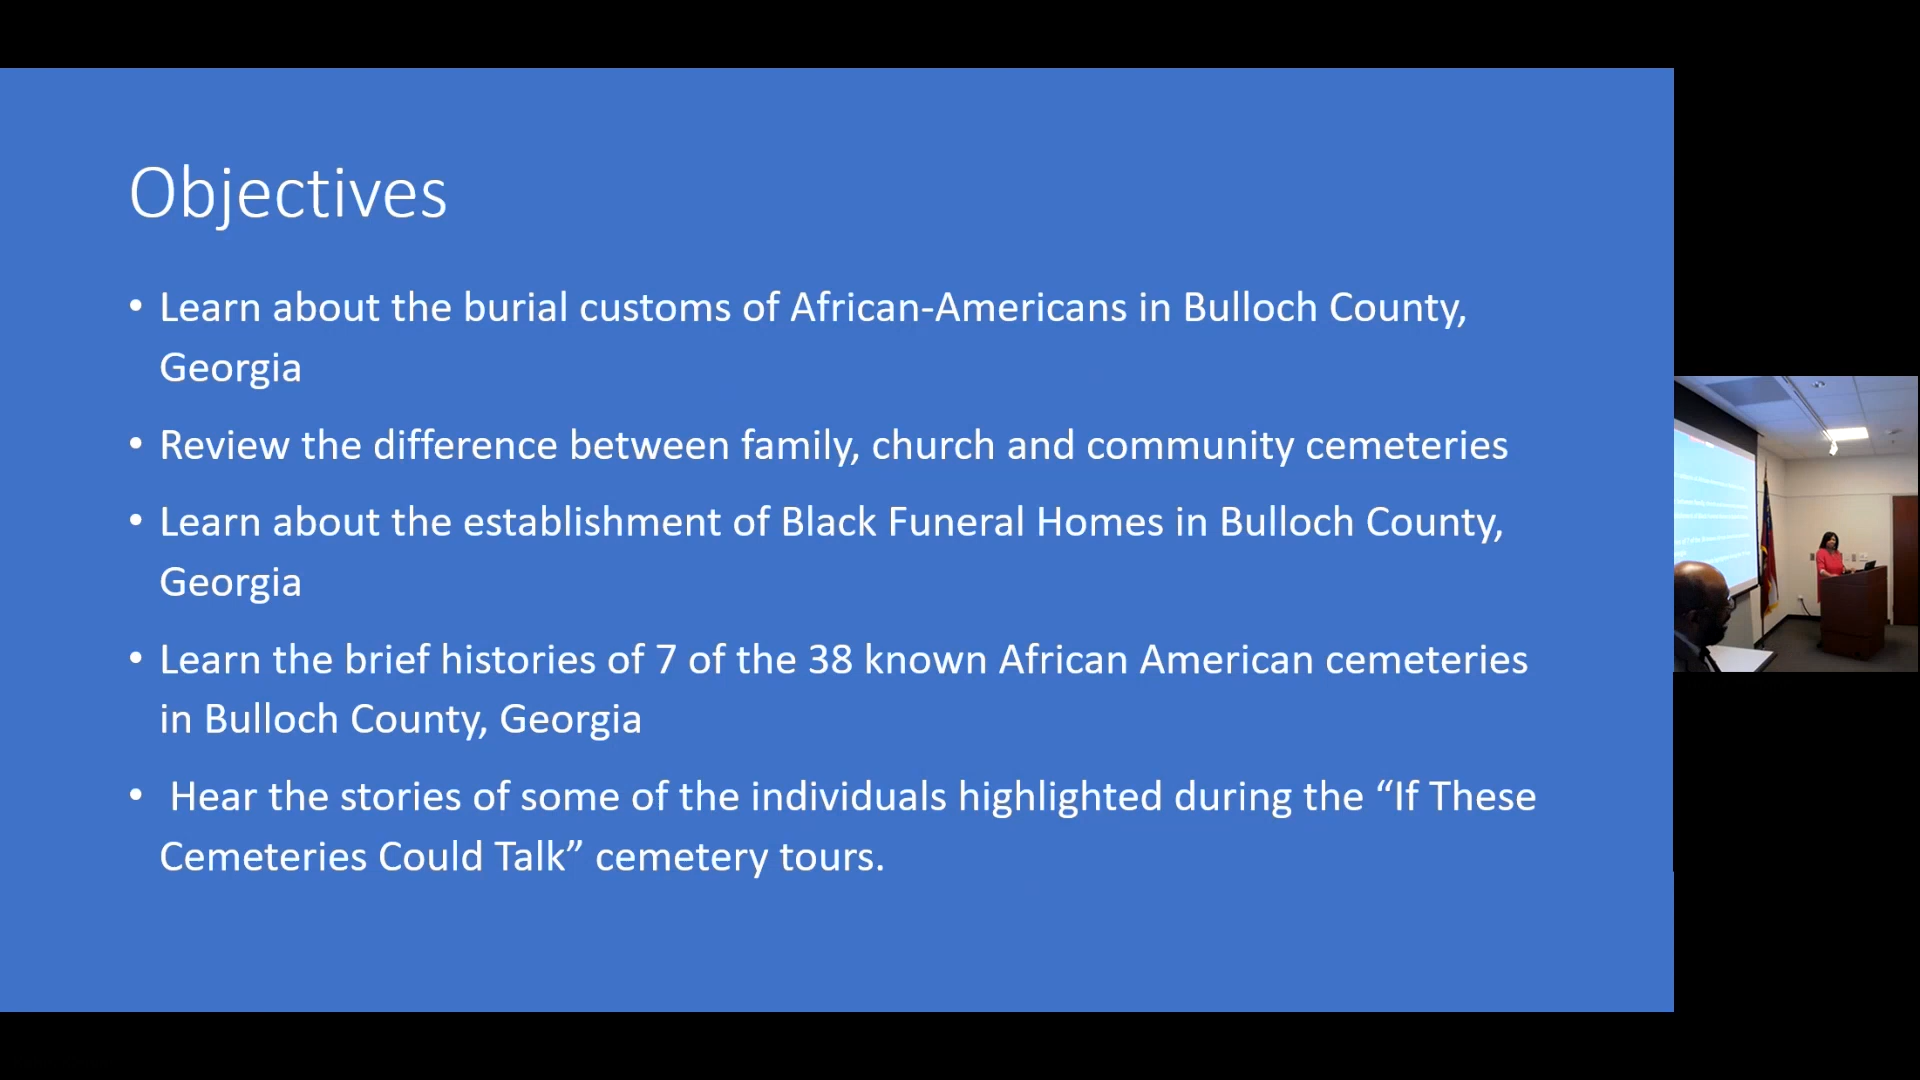 Objectives
• Learn about the burial customs of African-Americans in Bulloch County,
Georgia
• Review the difference between family, church and community cemeteries
• Learn about the establishment of Black Funeral Homes in Bulloch County,
Georgia
• Learn the brief histories of 7 of the 38 known African American cemeteries
in Bulloch County, Georgia
• Hear the stories of some of the individuals highlighted during the “If These
Cemeteries Could Talk” cemetery tours.